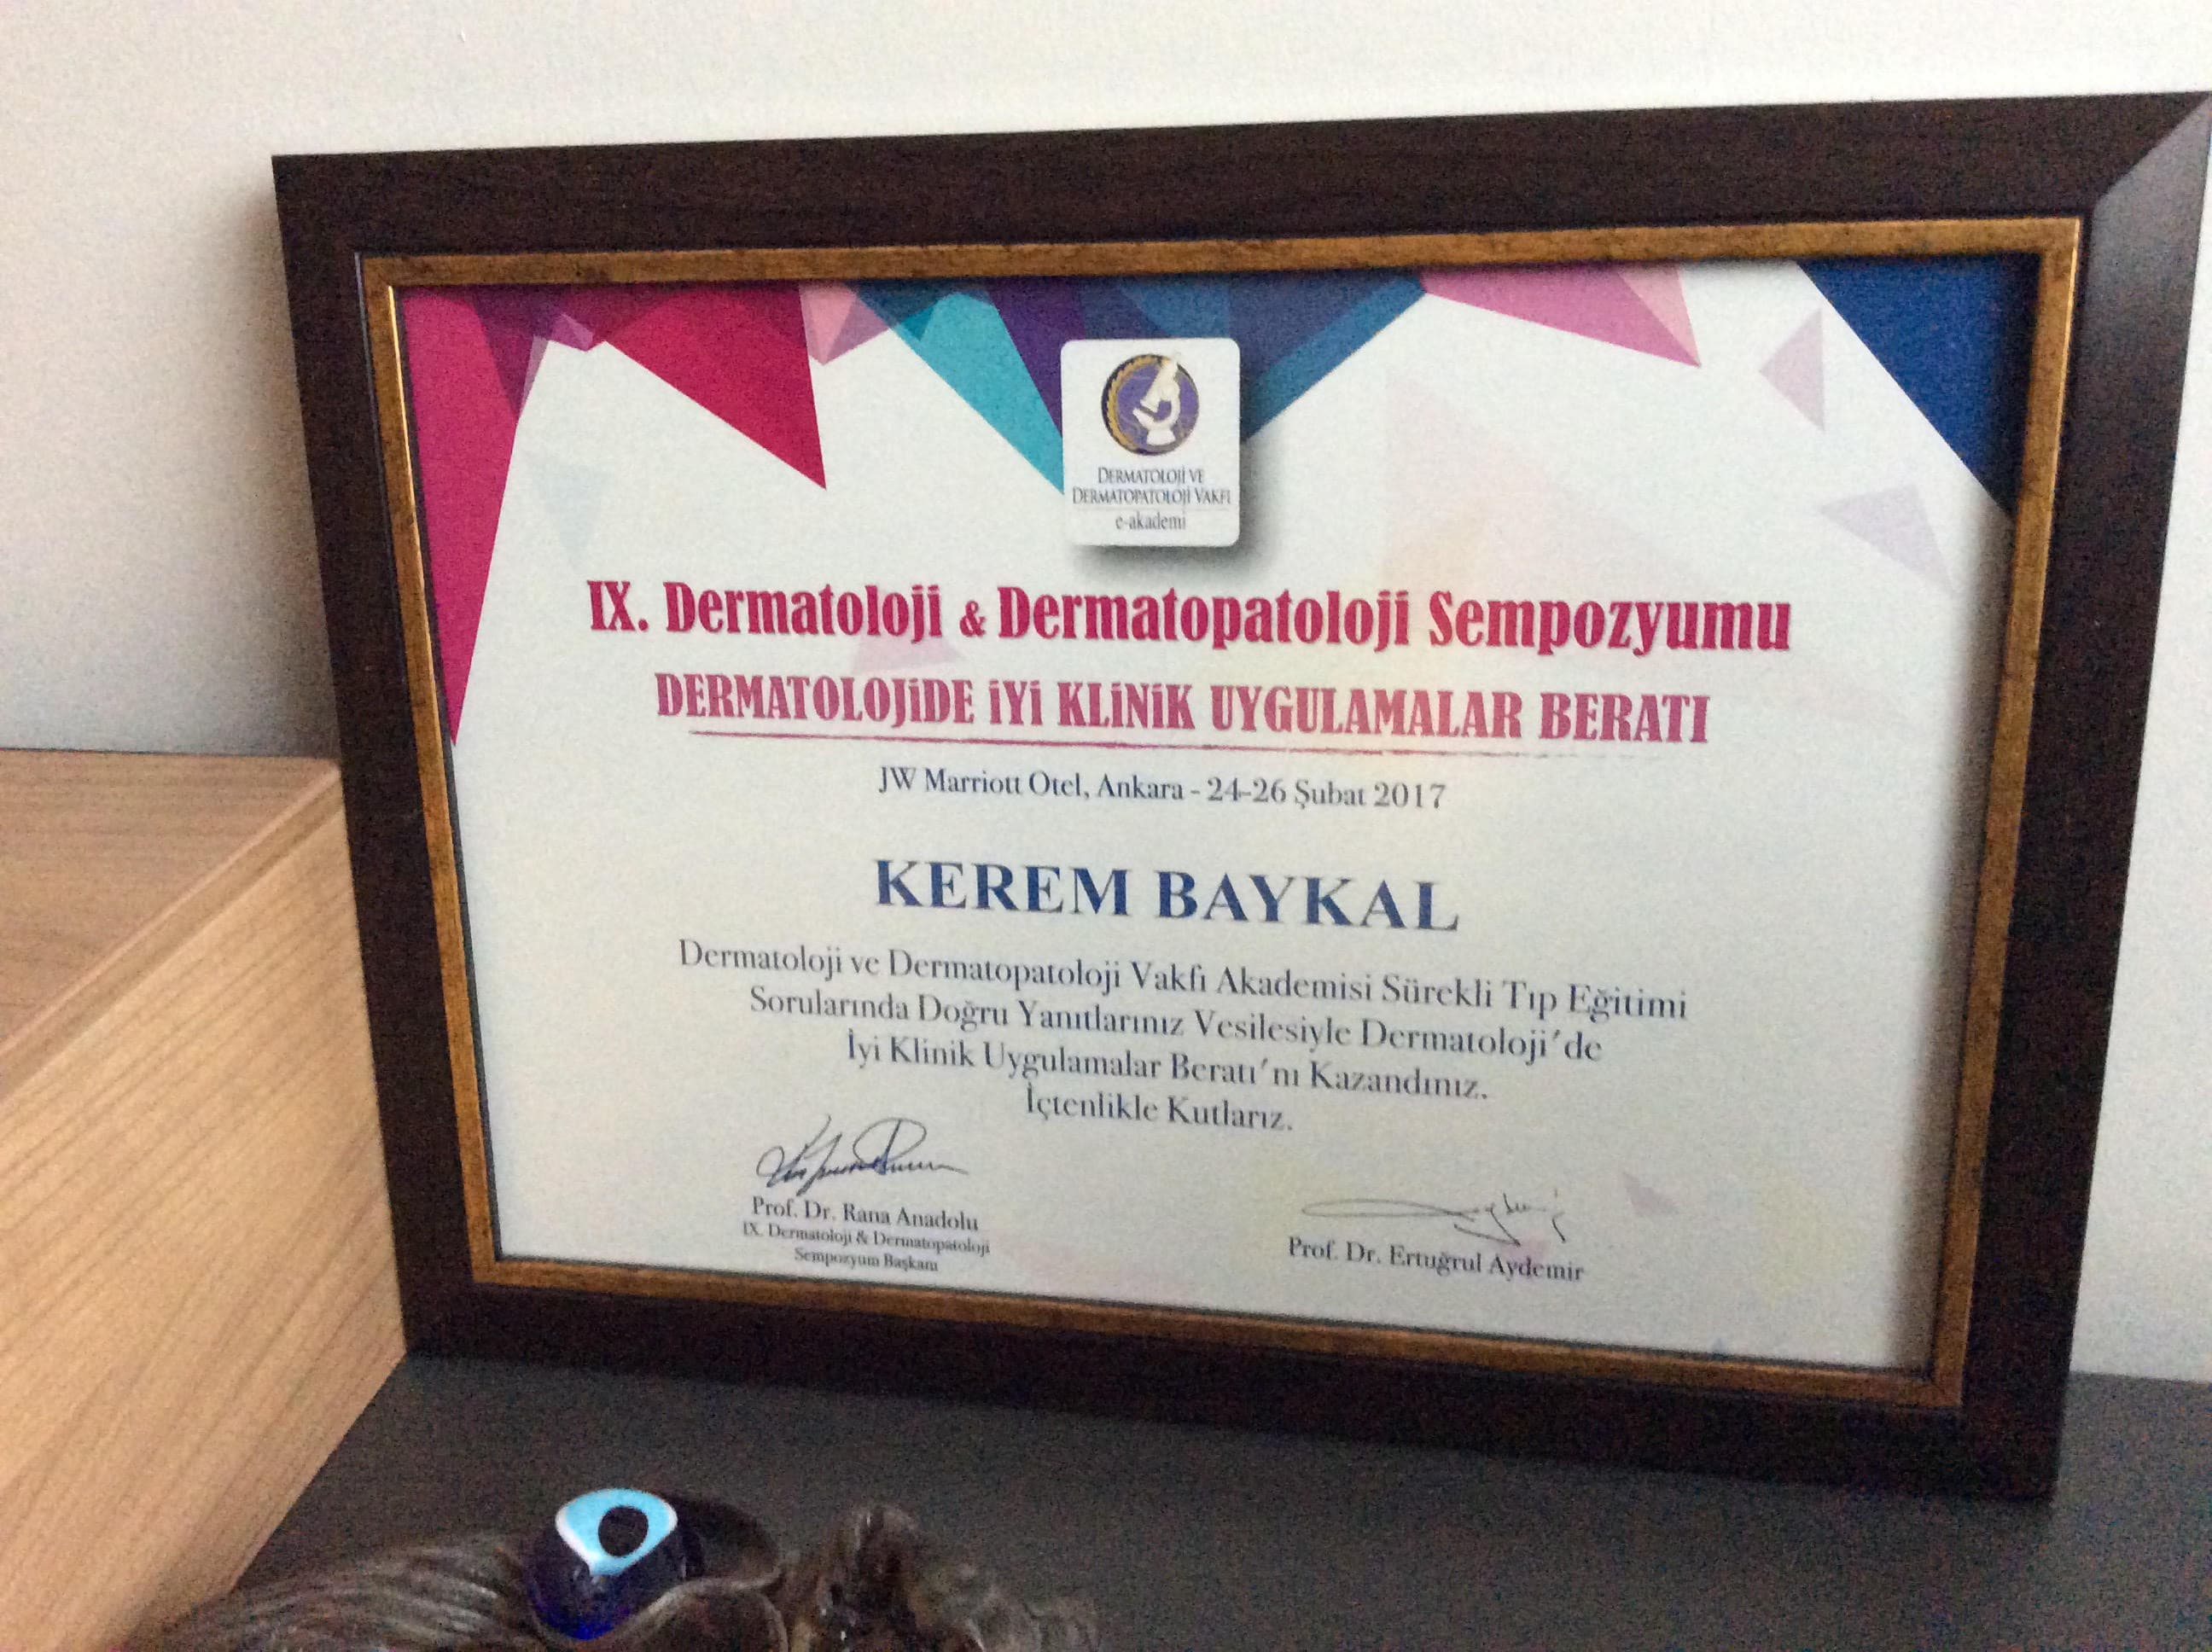 DERMATOLOJİ VE
DERMATOPATOLOJİ VAKFI
e-akademi
IX. Dermatoloji & Dermatopatoloji Sempozyumu
DERMATOLOJİDE İYİ KLİNİK UYGULAMALAR BERATI
JW Marriott Otel, Ankara - 24-26 Şubat 2017
KEREM BAYKAL
Dermatoloji ve Dermatopatoloji Vakfı Akademisi Sürekli Tıp Eğitimi
Sorularında Doğru Yanıtlarınız Vesilesiyle Dermatoloji'de
İyi Klinik Uygulamalar Beratı'nı Kazandınız.
İçtenlikle Kutlarız.
Prof. Dr. Rana Anadolu
IX. Dermatoloji & Dermatopatoloji
Sempozyum Başkanı
Prof. Dr. Ertuğrul Aydemir